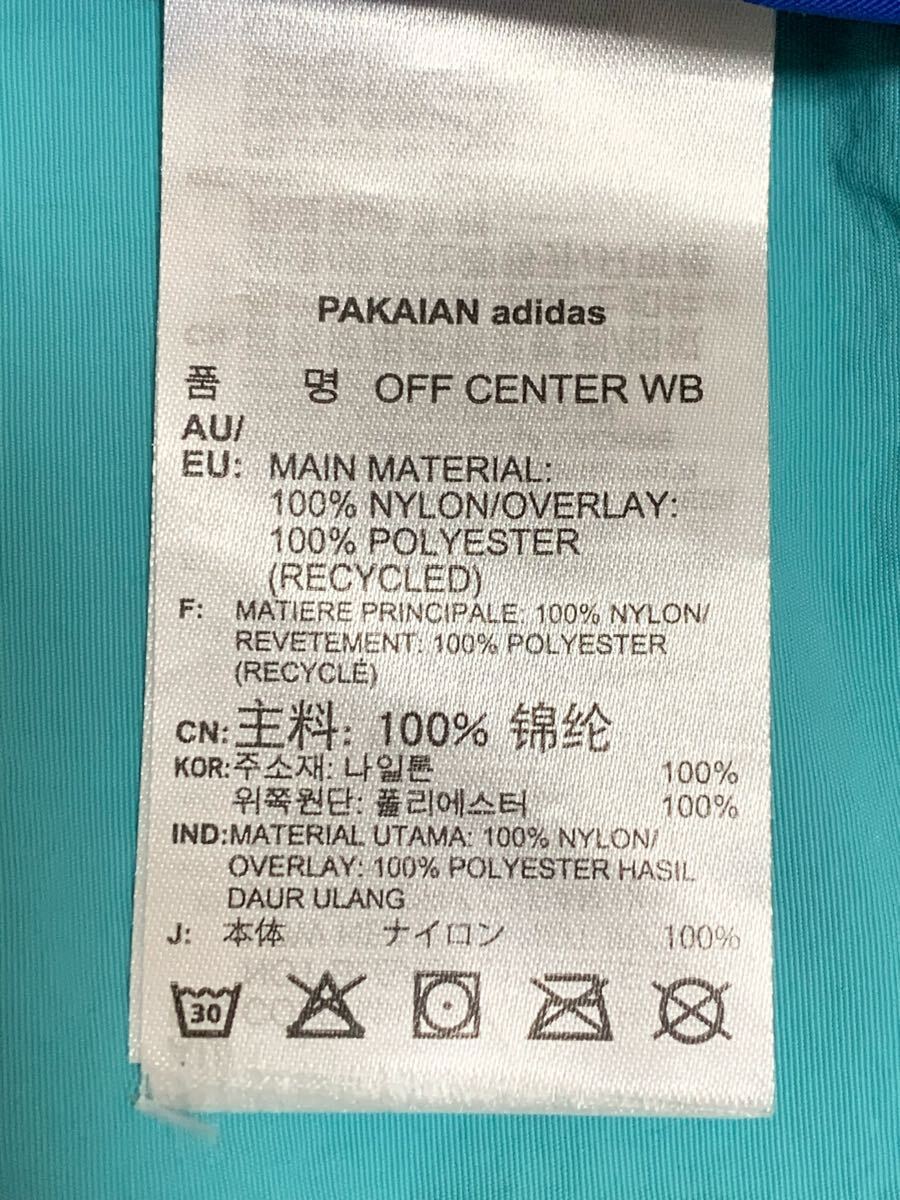 PAKAIAN adidas
품 명 OFF CENTER WB
AU/
EU: MAIN MATERIAL:
100% NYLON/OVERLAY:
100% POLYESTER
(RECYCLED)
F: MATIERE PRINCIPALE: 100% NYLON/
REVETEMENT: 100% POLYESTER
(RECYCLÉ)
CN: 主料: 100% 锦纶
KOR: 주소재: 나일론 100%
위쪽원단: 폴리에스터 100%
IND: MATERIAL UTAMA: 100% NYLON/
OVERLAY: 100% POLYESTER HASIL
DAUR ULANG
J: 本体 ナイロン 100%
30